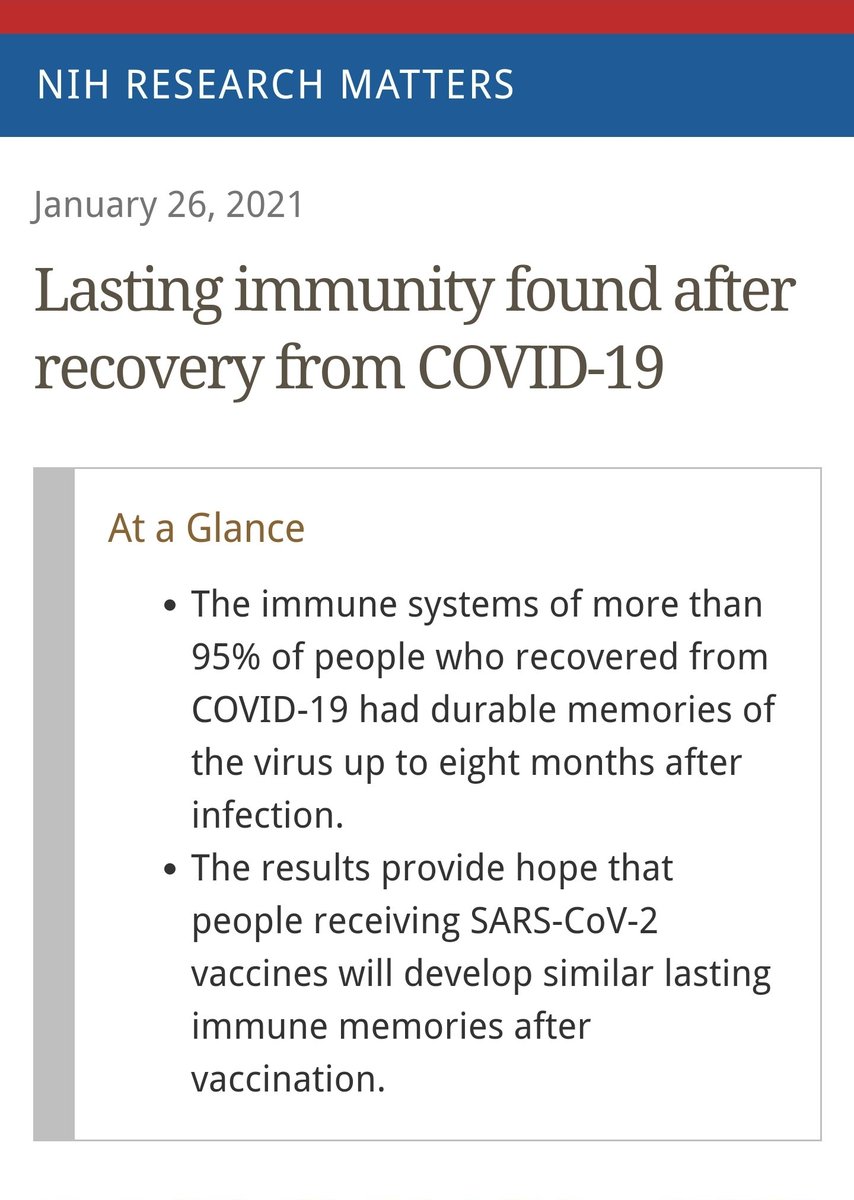 NIH RESEARCH MATTERS
January 26, 2021
Lasting immunity found after
recovery from COVID-19
At a Glance
• The immune systems of more than
95% of people who recovered from
COVID-19 had durable memories of
the virus up to eight months after
infection.
• The results provide hope that
people receiving SARS-CoV-2
vaccines will develop similar lasting
immune memories after
vaccination.